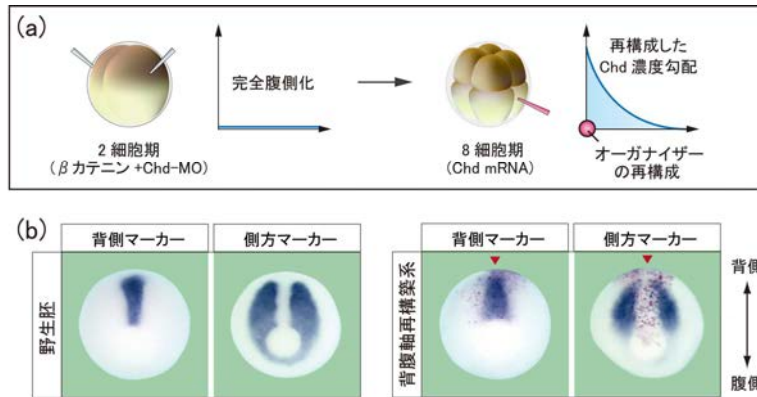 (a)
2 細胞期
(βカテニン +Chd-MO)
完全腹側化
8 細胞期
(Chd mRNA)
再構成した
Chd 濃度勾配
オーガナイザー
の再構成
(b)
背側マーカー
側方マーカー
野生胚
背側マーカー
側方マーカー
背腹軸再構築系
背側
腹側